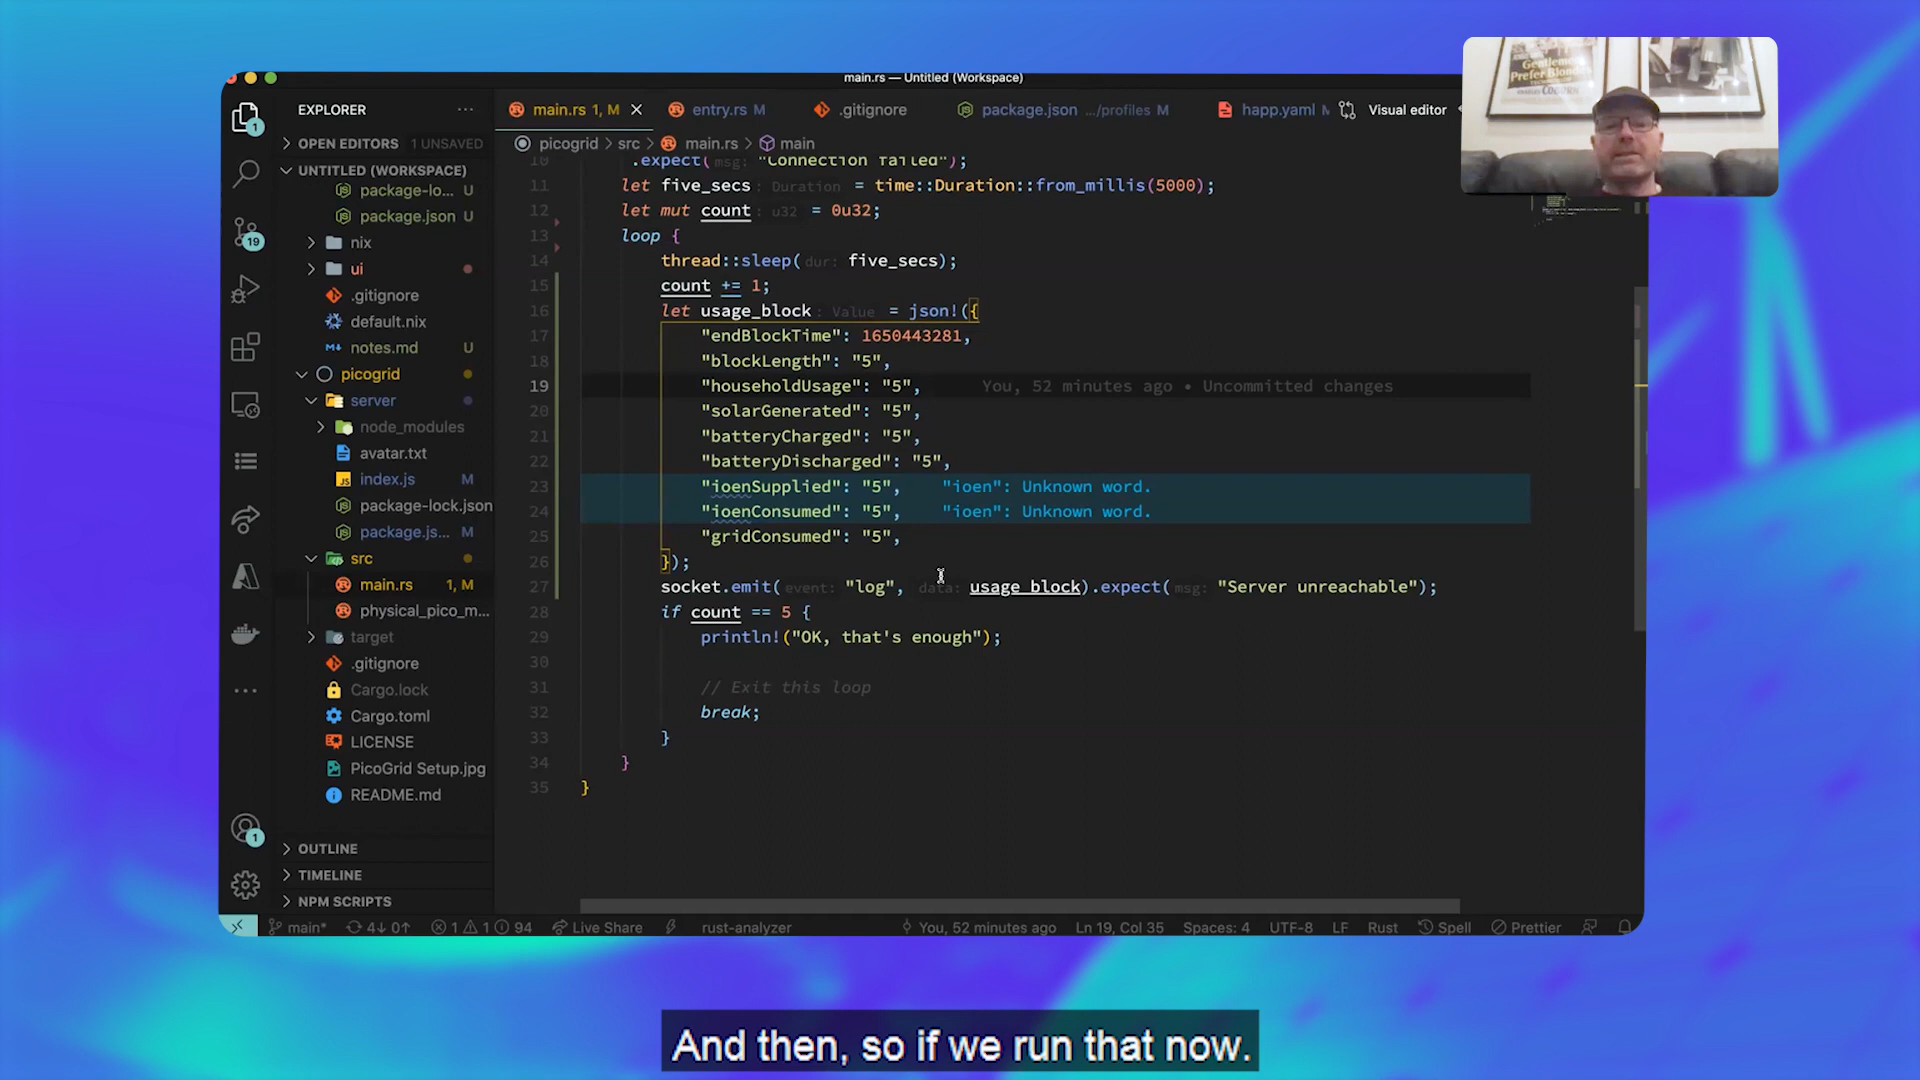 main.rs — Untitled (Workspace)
Gentlemen
Prefer Blondes
COBURN
EXPLORER
main.rs 1, M
entry.rs M
.gitignore
package.json .../profiles M
happ.yaml M
Visual editor
1
OPEN EDITORS 1 UNSAVED
picogrid > src > main.rs > main
UNTITLED (WORKSPACE)
package-lo... U
package.json U
nix
ui
.gitignore
default.nix
notes.md U
picogrid
server
node_modules
avatar.txt
index.js M
package-lock.json
package.js... M
src
main.rs 1, M
physical_pico_m...
target
.gitignore
Cargo.lock
Cargo.toml
LICENSE
PicoGrid Setup.jpg
README.md
OUTLINE
TIMELINE
NPM SCRIPTS
19
1
10 .expect(msg: "Connection failed");
11 let five_secs: Duration = time::Duration::from_millis(5000);
12 let mut count: u32 = 0u32;
13 loop {
14 thread::sleep(dur: five_secs);
15 count += 1;
16 let usage_block: Value = json!({
17 "endBlockTime": 1650443281,
18 "blockLength": "5",
19 "householdUsage": "5", You, 52 minutes ago • Uncommitted changes
20 "solarGenerated": "5",
21 "batteryCharged": "5",
22 "batteryDischarged": "5",
23 "ioenSupplied": "5", "ioen": Unknown word.
24 "ioenConsumed": "5", "ioen": Unknown word.
25 "gridConsumed": "5",
26 });
27 socket.emit(event: "log", data: usage_block).expect(msg: "Server unreachable");
28 if count == 5 {
29 println!("OK, that's enough");
30
31 // Exit this loop
32 break;
33 }
34 }
35 }
main* 4↓ 0↑ 1 1 94 Live Share rust-analyzer You, 52 minutes ago Ln 19, Col 35 Spaces: 4 UTF-8 LF Rust Spell Prettier
And then, so if we run that now.